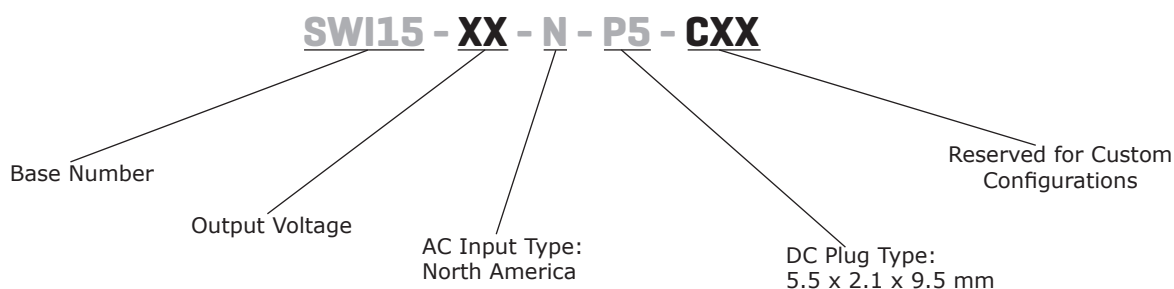 SWI15 - XX - N - P5 - CXX
Base Number
Output Voltage
AC Input Type:
North America
DC Plug Type:
5.5 x 2.1 x 9.5 mm
Reserved for Custom
Configurations